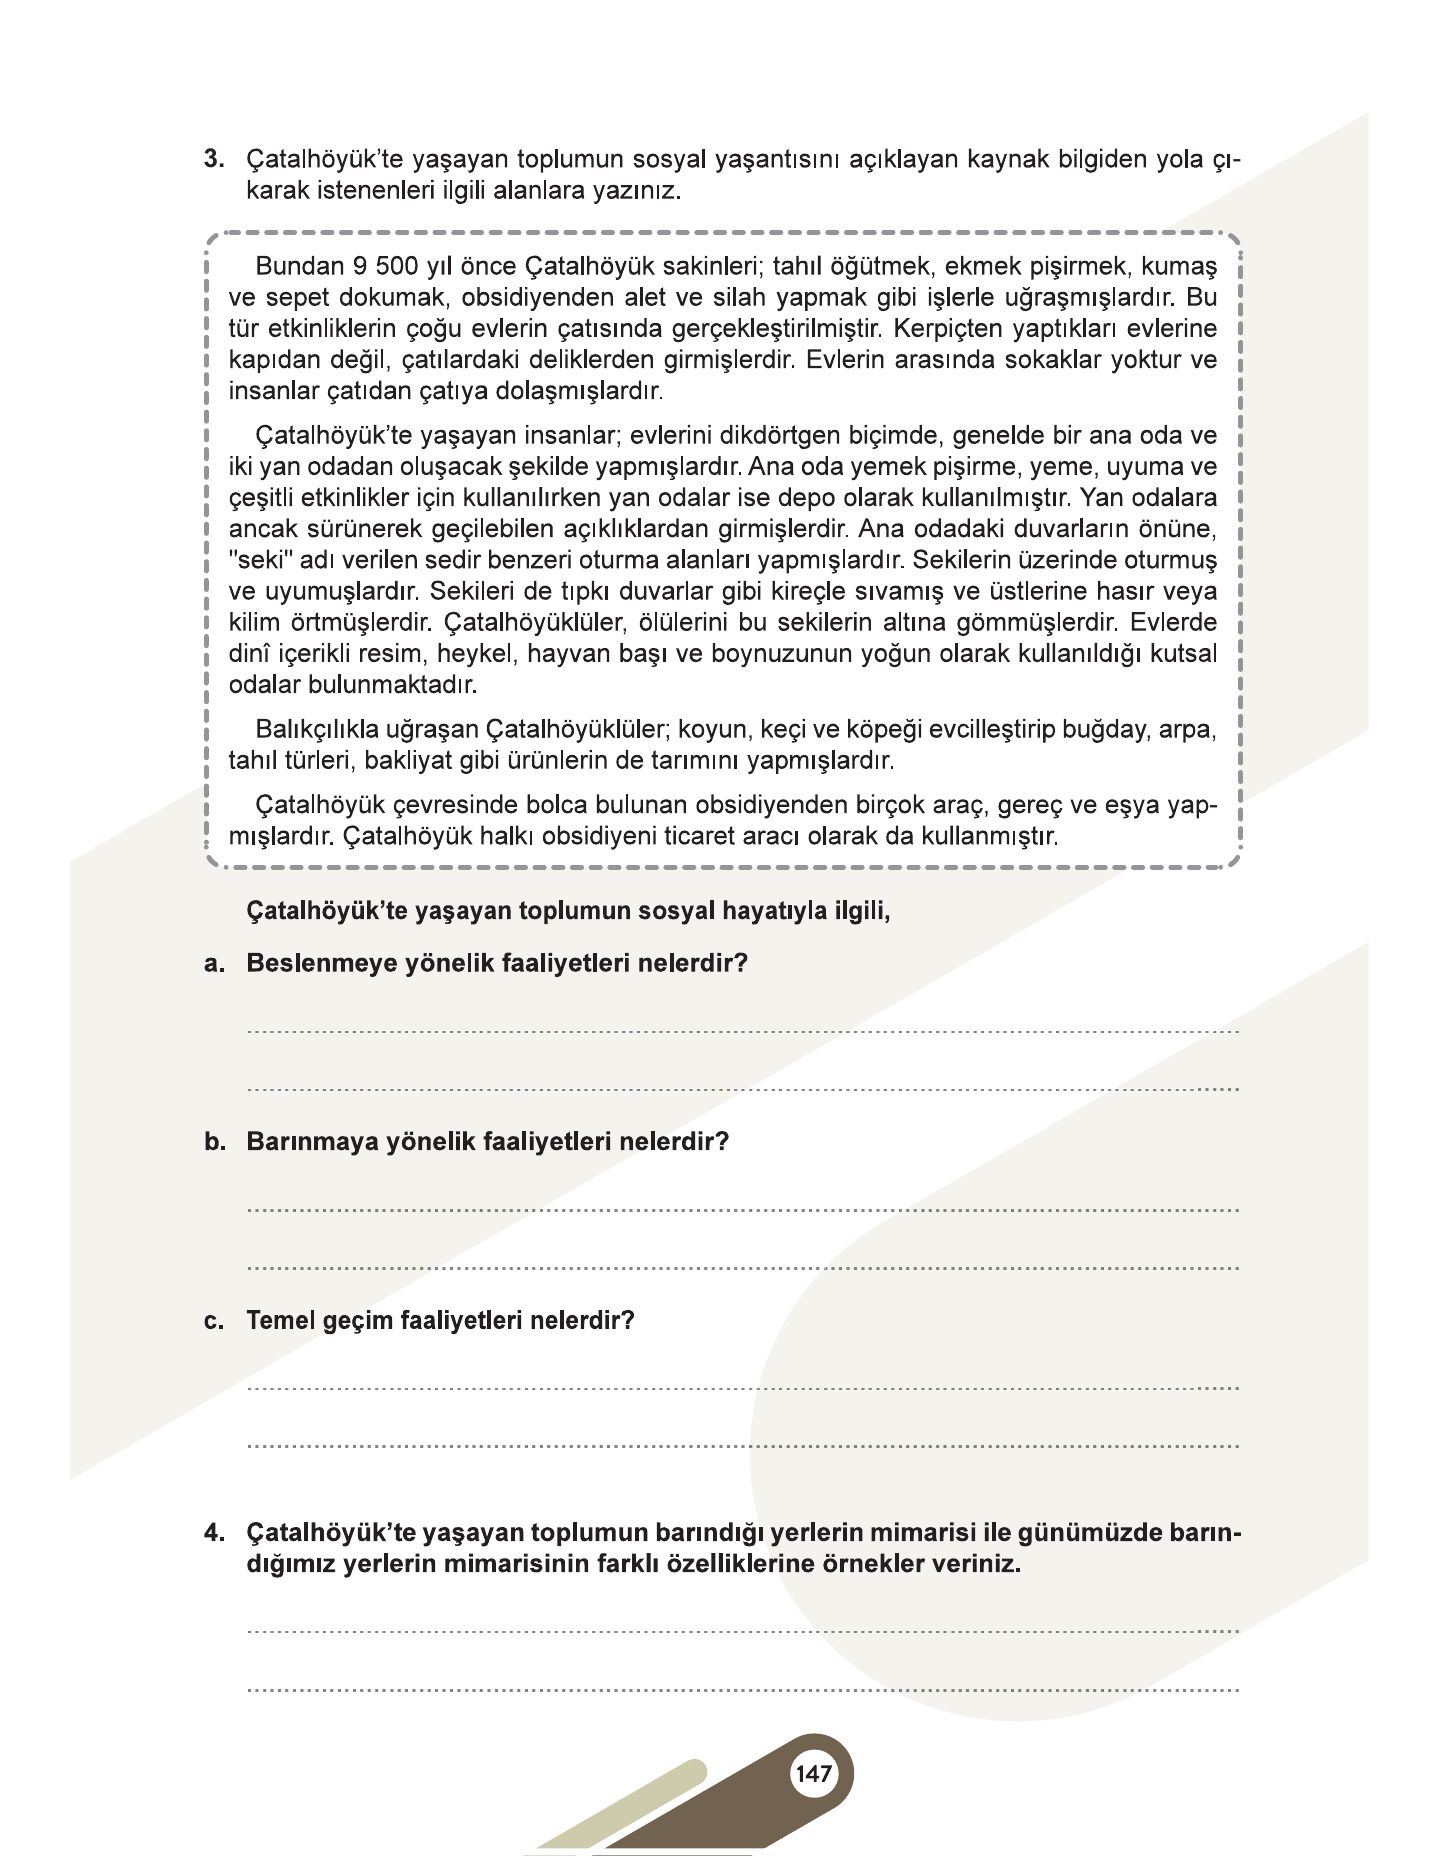 3. Çatalhöyük’te yaşayan toplumun sosyal yaşantısını açıklayan kaynak bilgiden yola çı-
karak istenenleri ilgili alanlara yazınız.
Bundan 9 500 yıl önce Çatalhöyük sakinleri; tahıl öğütmek, ekmek pişirmek, kumaş
ve sepet dokumak, obsidiyenden alet ve silah yapmak gibi işlerle uğraşmışlardır. Bu
tür etkinliklerin çoğu evlerin çatısında gerçekleştirilmiştir. Kerpiçten yaptıkları evlerine
kapıdan değil, çatılardaki deliklerden girmişlerdir. Evlerin arasında sokaklar yoktur ve
insanlar çatıdan çatıya dolaşmışlardır.
Çatalhöyük’te yaşayan insanlar; evlerini dikdörtgen biçimde, genelde bir ana oda ve
iki yan odadan oluşacak şekilde yapmışlardır. Ana oda yemek pişirme, yeme, uyuma ve
çeşitli etkinlikler için kullanılırken yan odalar ise depo olarak kullanılmıştır. Yan odalara
ancak sürünerek geçilebilen açıklıklardan girmişlerdir. Ana odadaki duvarların önüne,
"seki" adı verilen sedir benzeri oturma alanları yapmışlardır. Sekilerin üzerinde oturmuş
ve uyumuşlardır. Sekileri de tıpkı duvarlar gibi kireçle sıvamış ve üstlerine hasır veya
kilim örtmüşlerdir. Çatalhöyüklüler, ölülerini bu sekilerin altına gömmüşlerdir. Evlerde
dinî içerikli resim, heykel, hayvan başı ve boynuzunun yoğun olarak kullanıldığı kutsal
odalar bulunmaktadır.
Balıkçılıkla uğraşan Çatalhöyüklüler; koyun, keçi ve köpeği evcilleştirip buğday, arpa,
tahıl türleri, bakliyat gibi ürünlerin de tarımını yapmışlardır.
Çatalhöyük çevresinde bolca bulunan obsidiyenden birçok araç, gereç ve eşya yap-
mışlardır. Çatalhöyük halkı obsidiyeni ticaret aracı olarak da kullanmıştır.
Çatalhöyük’te yaşayan toplumun sosyal hayatıyla ilgili,
a. Beslenmeye yönelik faaliyetleri nelerdir?
b. Barınmaya yönelik faaliyetleri nelerdir?
c. Temel geçim faaliyetleri nelerdir?
4. Çatalhöyük’te yaşayan toplumun barındığı yerlerin mimarisi ile günümüzde barın-
dığımız yerlerin mimarisinin farklı özelliklerine örnekler veriniz.
147